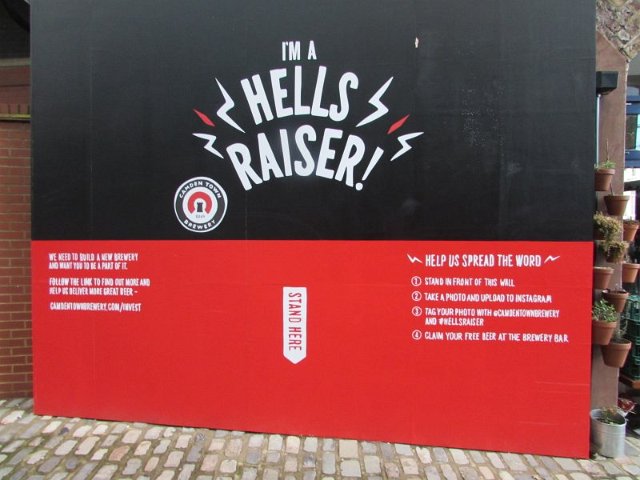 I'M A
HELLS
RAISER!
CAMDEN TOWN
BREWERY
WE NEED TO BUILD A NEW BREWERY
AND WANT YOU TO BE A PART OF IT.
FOLLOW THE LINK TO FIND OUT MORE AND
HELP US DELIVER MORE GREAT BEER -
CAMDENTOWNBREWERY.COM/INVEST
STAND HERE
HELP US SPREAD THE WORD
1 STAND IN FRONT OF THIS WALL
2 TAKE A PHOTO AND UPLOAD TO INSTAGRAM
3 TAG YOUR PHOTO WITH @CAMDENTOWNBREWERY
AND #HELLSRAISER
4 CLAIM YOUR FREE BEER AT THE BREWERY BAR